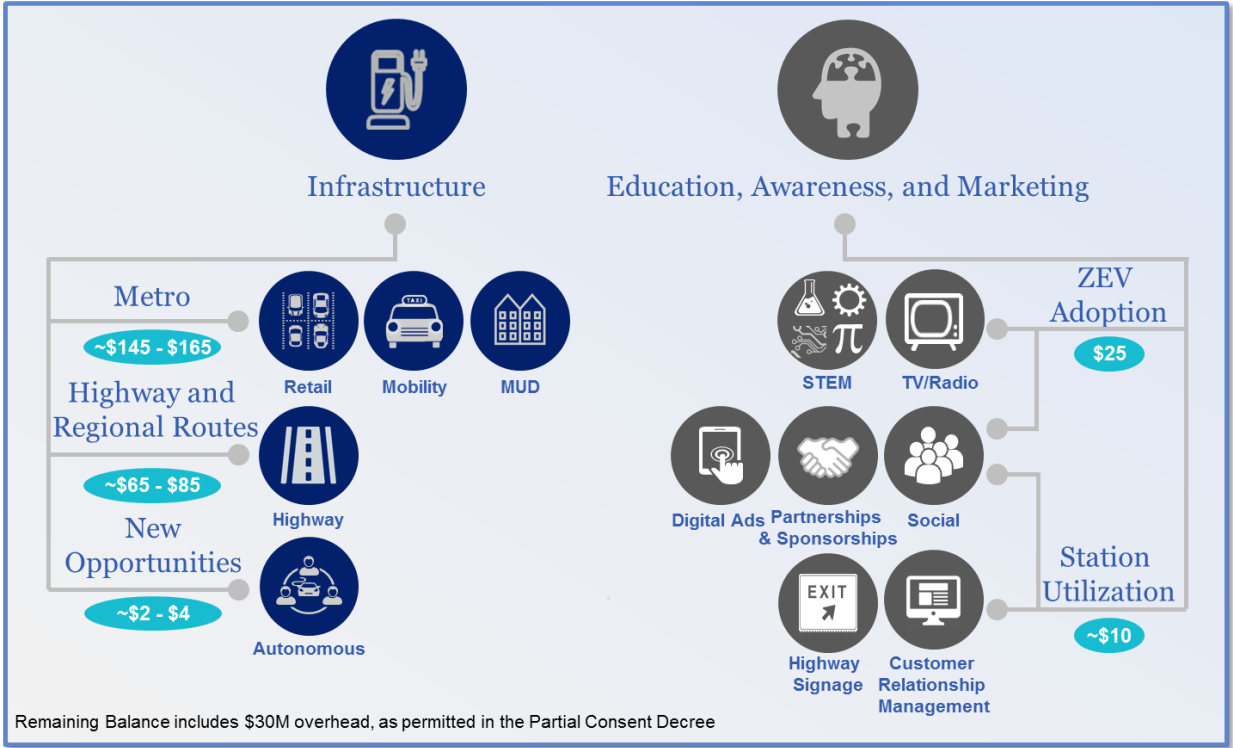 Infrastructure
Metro
~$145 - $165
Retail
TAXI
Mobility
MUD
Highway and
Regional Routes
~$65 - $85
Highway
New
Opportunities
~$2 - $4
Autonomous
Education, Awareness, and Marketing
π
STEM
TV/Radio
ZEV
Adoption
$25
Digital Ads
Partnerships
& Sponsorships
Social
EXIT
Highway
Signage
Customer
Relationship
Management
Station
Utilization
~$10
Remaining Balance includes $30M overhead, as permitted in the Partial Consent Decree